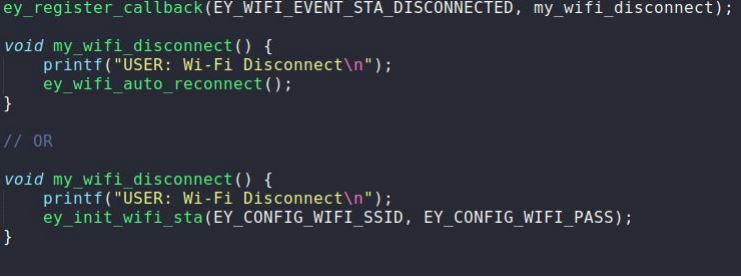 ey_register_callback(EY_WIFI_EVENT_STA_DISCONNECTED, my_wifi_disconnect);
void my_wifi_disconnect() {
    printf("USER: Wi-Fi Disconnect\n");
    ey_wifi_auto_reconnect();
}
// OR
void my_wifi_disconnect() {
    printf("USER: Wi-Fi Disconnect\n");
    ey_init_wifi_sta(EY_CONFIG_WIFI_SSID, EY_CONFIG_WIFI_PASS);
}